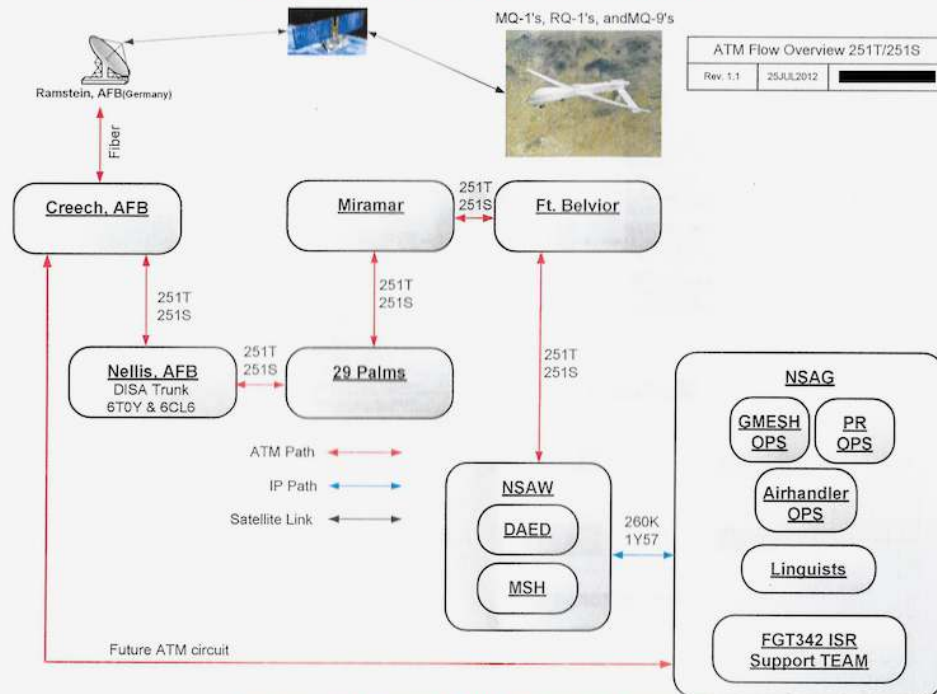 MQ-1's, RQ-1's, andMQ-9's
ATM Flow Overview 251T/251S
Rev. 1.1
25JUL2012
Ramstein, AFB(Germany)
Fiber
Creech, AFB
Miramar
251T
251S
Ft. Belvior
251T
251S
251T
251S
Nellis, AFB
DISA Trunk
6T0Y & 6CL6
251T
251S
29 Palms
251T
251S
ATM Path
IP Path
Satellite Link
NSAW
DAED
MSH
260K
1Y57
NSAG
GMESH
OPS
PR
OPS
Airhandler
OPS
Linguists
FGT342 ISR
Support TEAM
Future ATM circuit